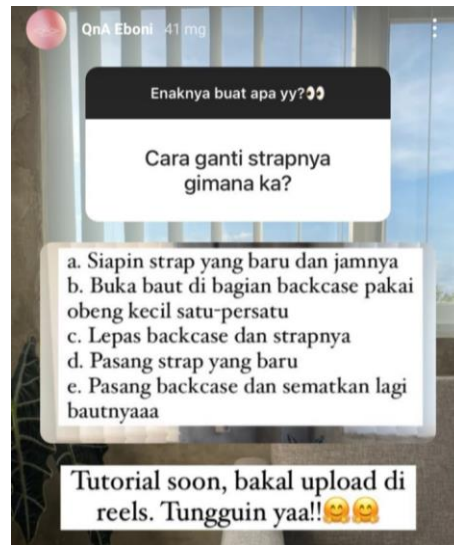 QnA Eboni 41 mg
Enaknya buat apa yy?👀
Cara ganti strapnya
gimana ka?
a. Siapin strap yang baru dan jamnya
b. Buka baut di bagian backcase pakai
obeng kecil satu-persatu
c. Lepas backcase dan strapnya
d. Pasang strap yang baru
e. Pasang backcase dan sematkan lagi
bautnyaaa
Tutorial soon, bakal upload di
reels. Tungguin yaa!!🤗🤗